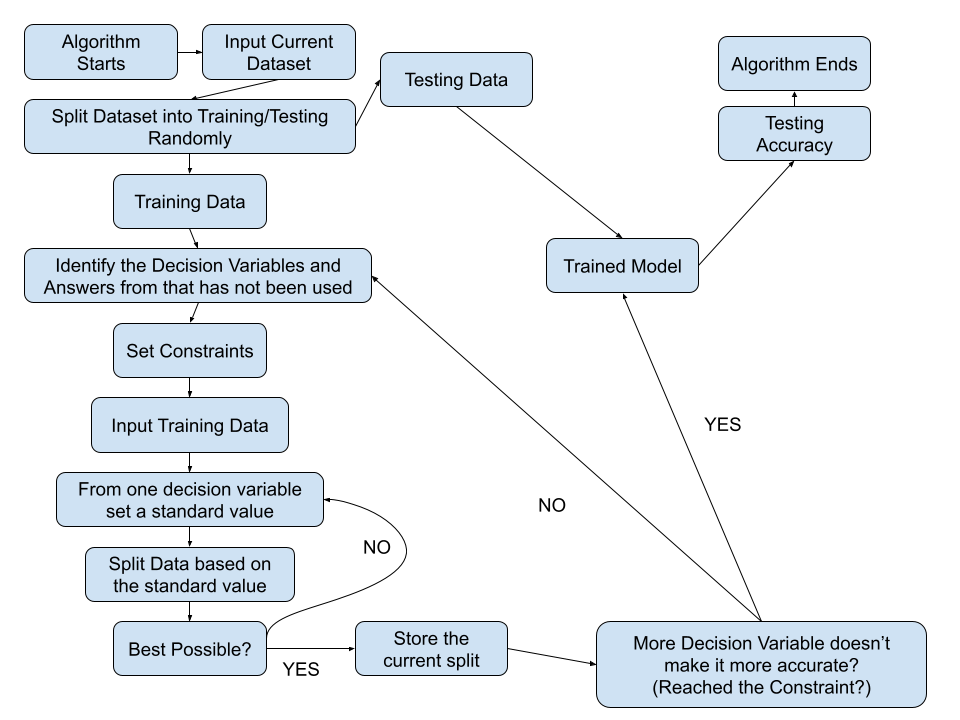 Algorithm
Starts
Input Current
Dataset
Split Dataset into Training/Testing
Randomly
Testing Data
Algorithm Ends
Testing
Accuracy
Training Data
Identify the Decision Variables and
Answers from that has not been used
Trained Model
Set Constraints
Input Training Data
YES
From one decision variable
set a standard value
NO
NO
Split Data based on
the standard value
Best Possible?
YES
Store the
current split
More Decision Variable doesn’t
make it more accurate?
(Reached the Constraint?)